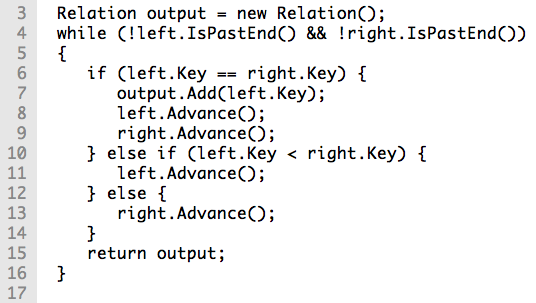 3 Relation output = new Relation();
4 while (!left.IsPastEnd() && !right.IsPastEnd())
5 {
6 if (left.Key == right.Key) {
7 output.Add(left.Key);
8 left.Advance();
9 right.Advance();
10 } else if (left.Key < right.Key) {
11 left.Advance();
12 } else {
13 right.Advance();
14 }
15 return output;
16 }
17